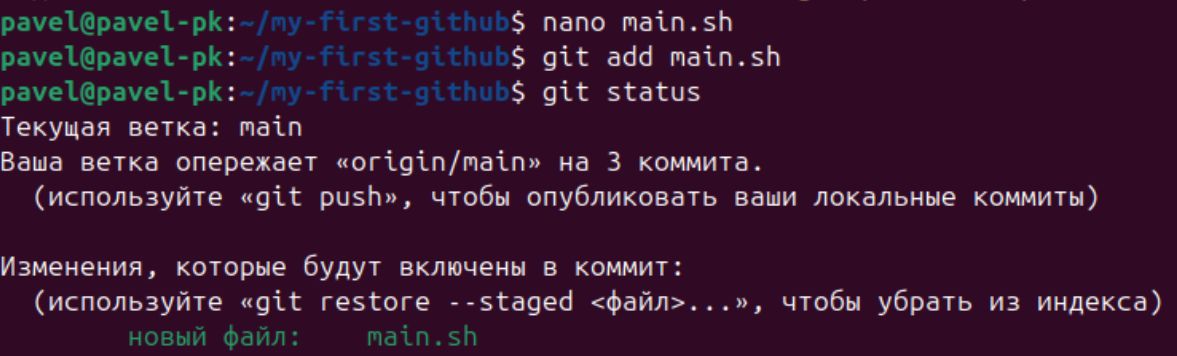 pavel@pavel-pk:~/my-first-github$ nano main.sh
pavel@pavel-pk:~/my-first-github$ git add main.sh
pavel@pavel-pk:~/my-first-github$ git status
Текущая ветка: main
Ваша ветка опережает «origin/main» на 3 коммита.
  (используйте «git push», чтобы опубликовать ваши локальные коммиты)

Изменения, которые будут включены в коммит:
  (используйте «git restore --staged <файл>...», чтобы убрать из индекса)
        новый файл:    main.sh